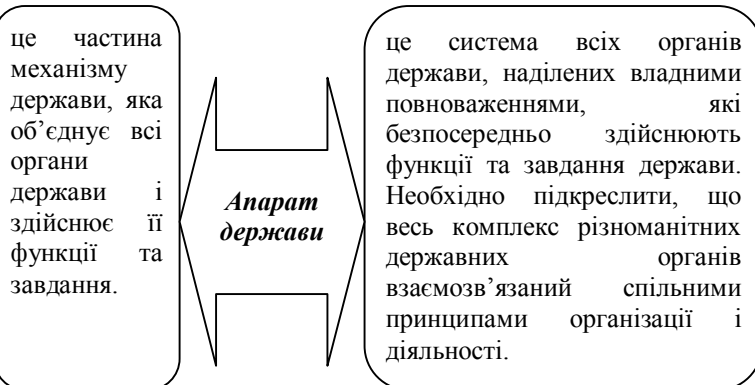 це частина
механізму
держави, яка
об’єднує всі
органи
держави і
здійснює її
функції та
завдання.
Апарат
держави
це система всіх органів
держави, наділених владними
повноваженнями, які
безпосередньо здійснюють
функції та завдання держави.
Необхідно підкреслити, що
весь комплекс різноманітних
державних органів
взаємозв’язаний спільними
принципами організації і
діяльності.